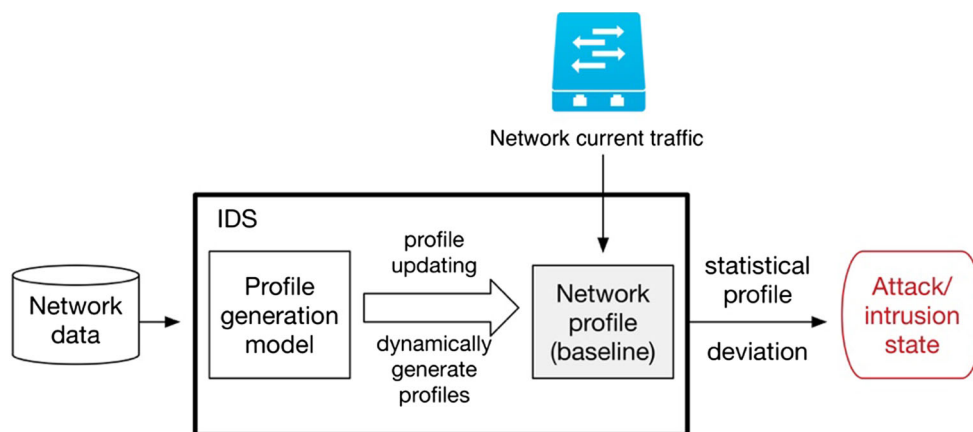 Network current traffic
IDS
Network
data
Profile
generation
model
profile
updating
dynamically
generate
profiles
Network
profile
(baseline)
statistical
profile
deviation
Attack/
intrusion
state